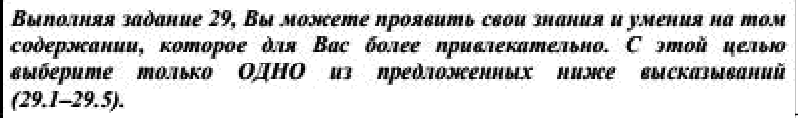 Выполняя задание 29, Вы можете проявить свои знания и умения на том
содержании, которое для Вас более привлекательно. С этой целью
выберите только ОДНО из предложенных ниже высказываний
(29.1–29.5).